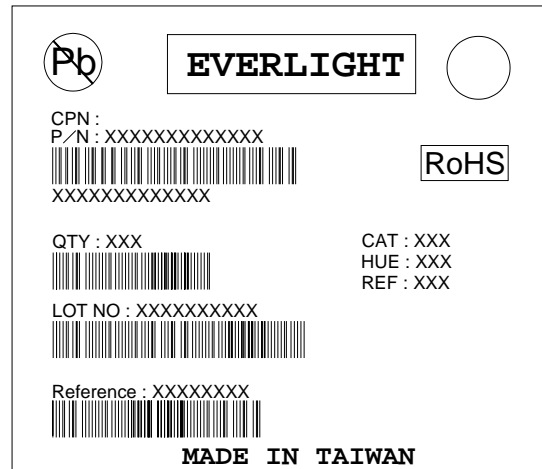 Pb
EVERLIGHT
CPN :
P/N : XXXXXXXXXXXXX
RoHS
XXXXXXXXXXXXX
QTY : XXX
CAT : XXX
HUE : XXX
REF : XXX
LOT NO : XXXXXXXXXX
Reference : XXXXXXXX
MADE IN TAIWAN